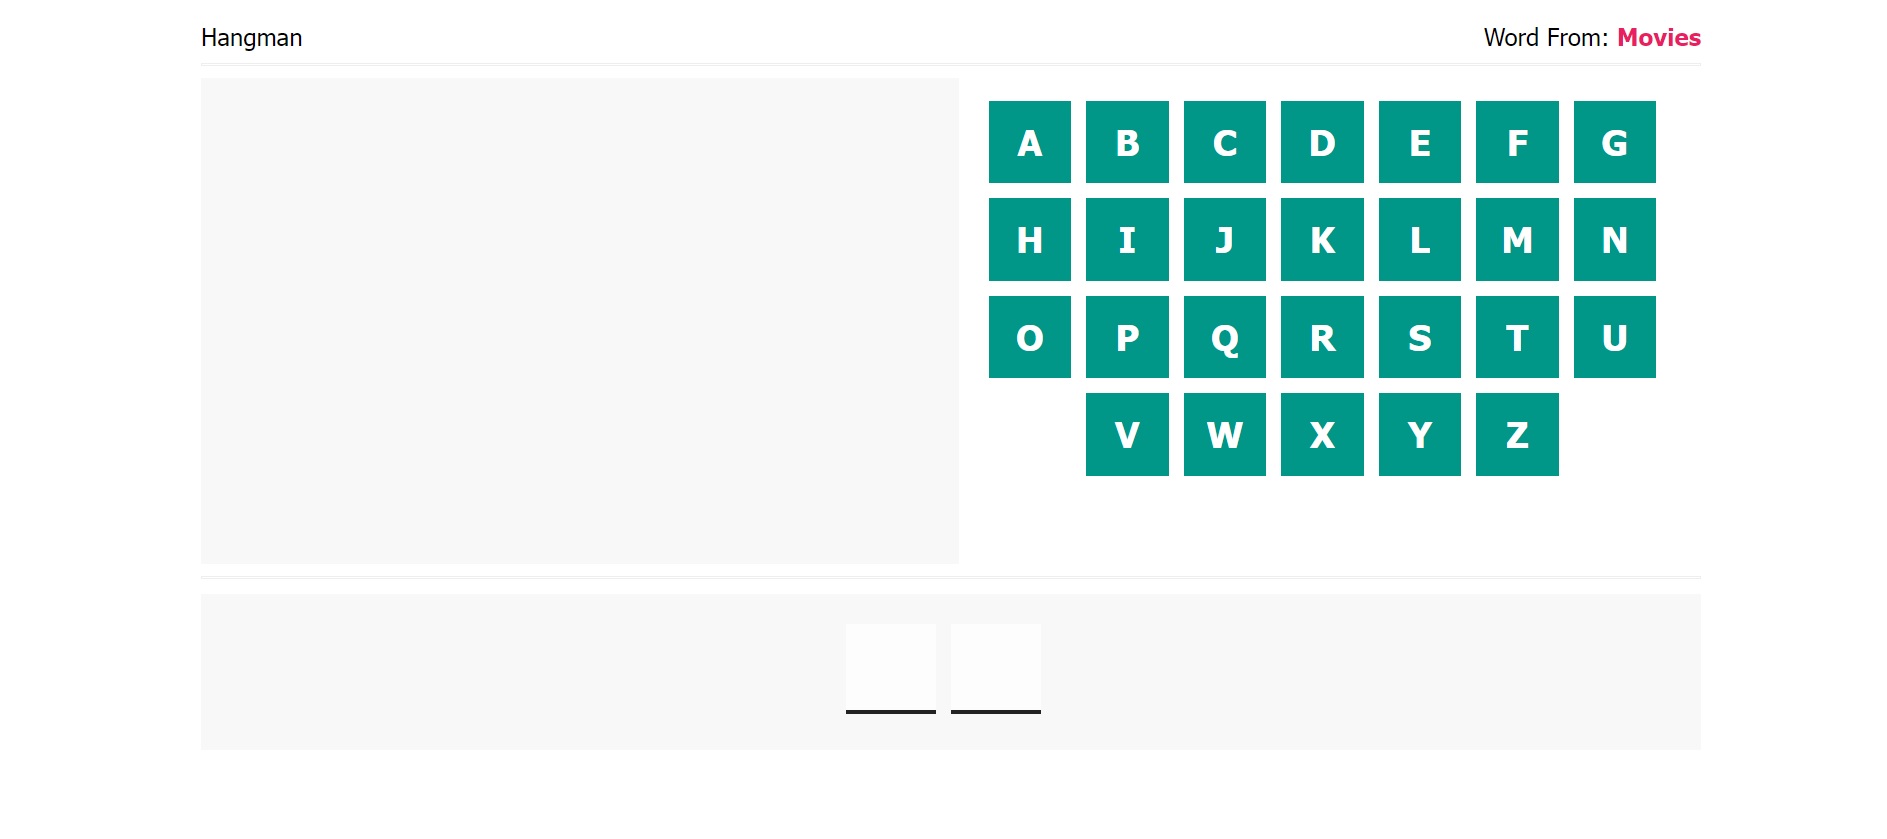 Hangman
Word From: Movies
A B C D E F G
H I J K L M N
O P Q R S T U
V W X Y Z